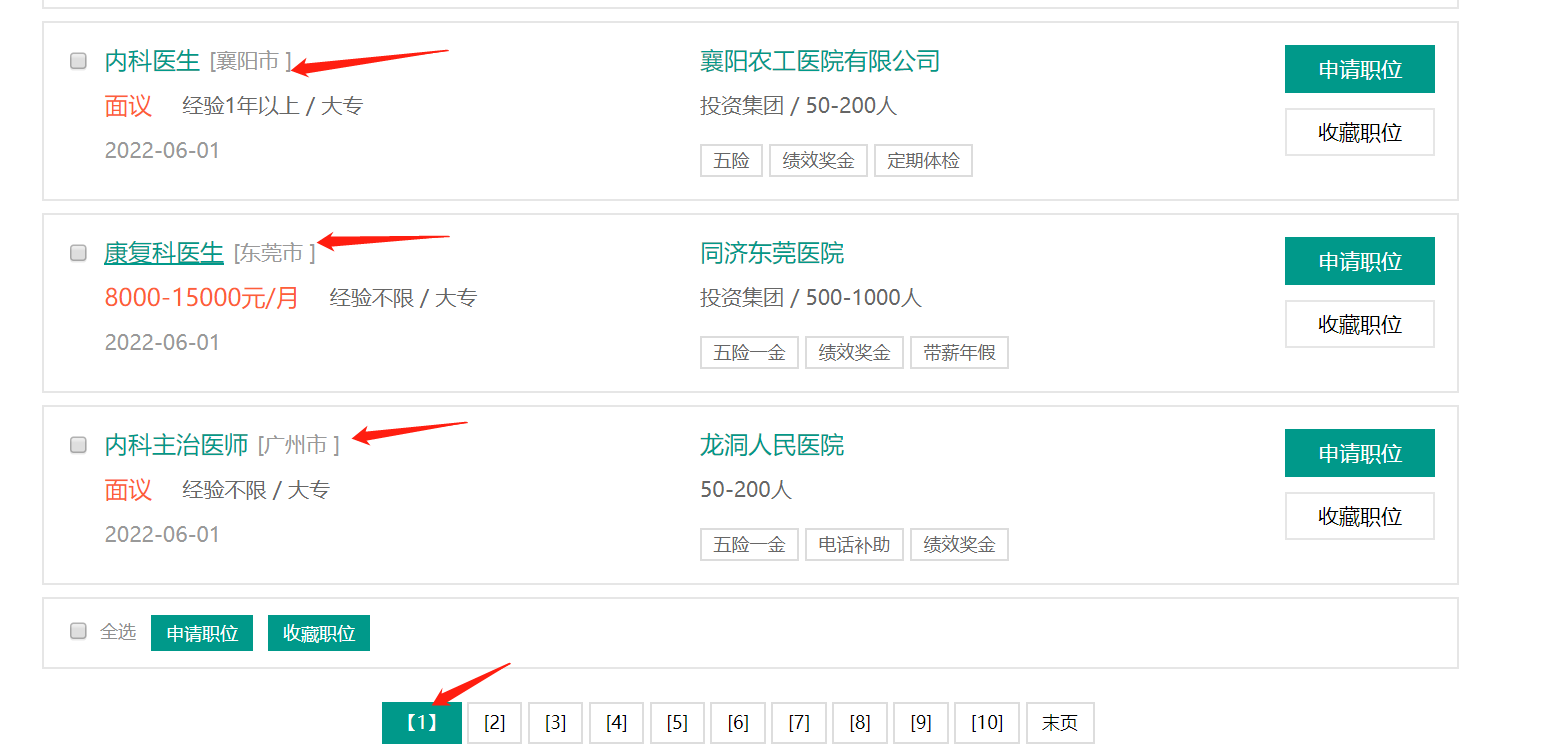 内科医生 [襄阳市 ] 襄阳农工医院有限公司 申请职位
面议 经验1年以上 / 大专 投资集团 / 50-200人 收藏职位
2022-06-01 五险 绩效奖金 定期体检
康复科医生 [东莞市 ] 同济东莞医院 申请职位
8000-15000元/月 经验不限 / 大专 投资集团 / 500-1000人 收藏职位
2022-06-01 五险一金 绩效奖金 带薪年假
内科主治医师 [广州市 ] 龙洞人民医院 申请职位
面议 经验不限 / 大专 50-200人 收藏职位
2022-06-01 五险一金 电话补助 绩效奖金
全选 申请职位 收藏职位
【1】 [2] [3] [4] [5] [6] [7] [8] [9] [10] 末页